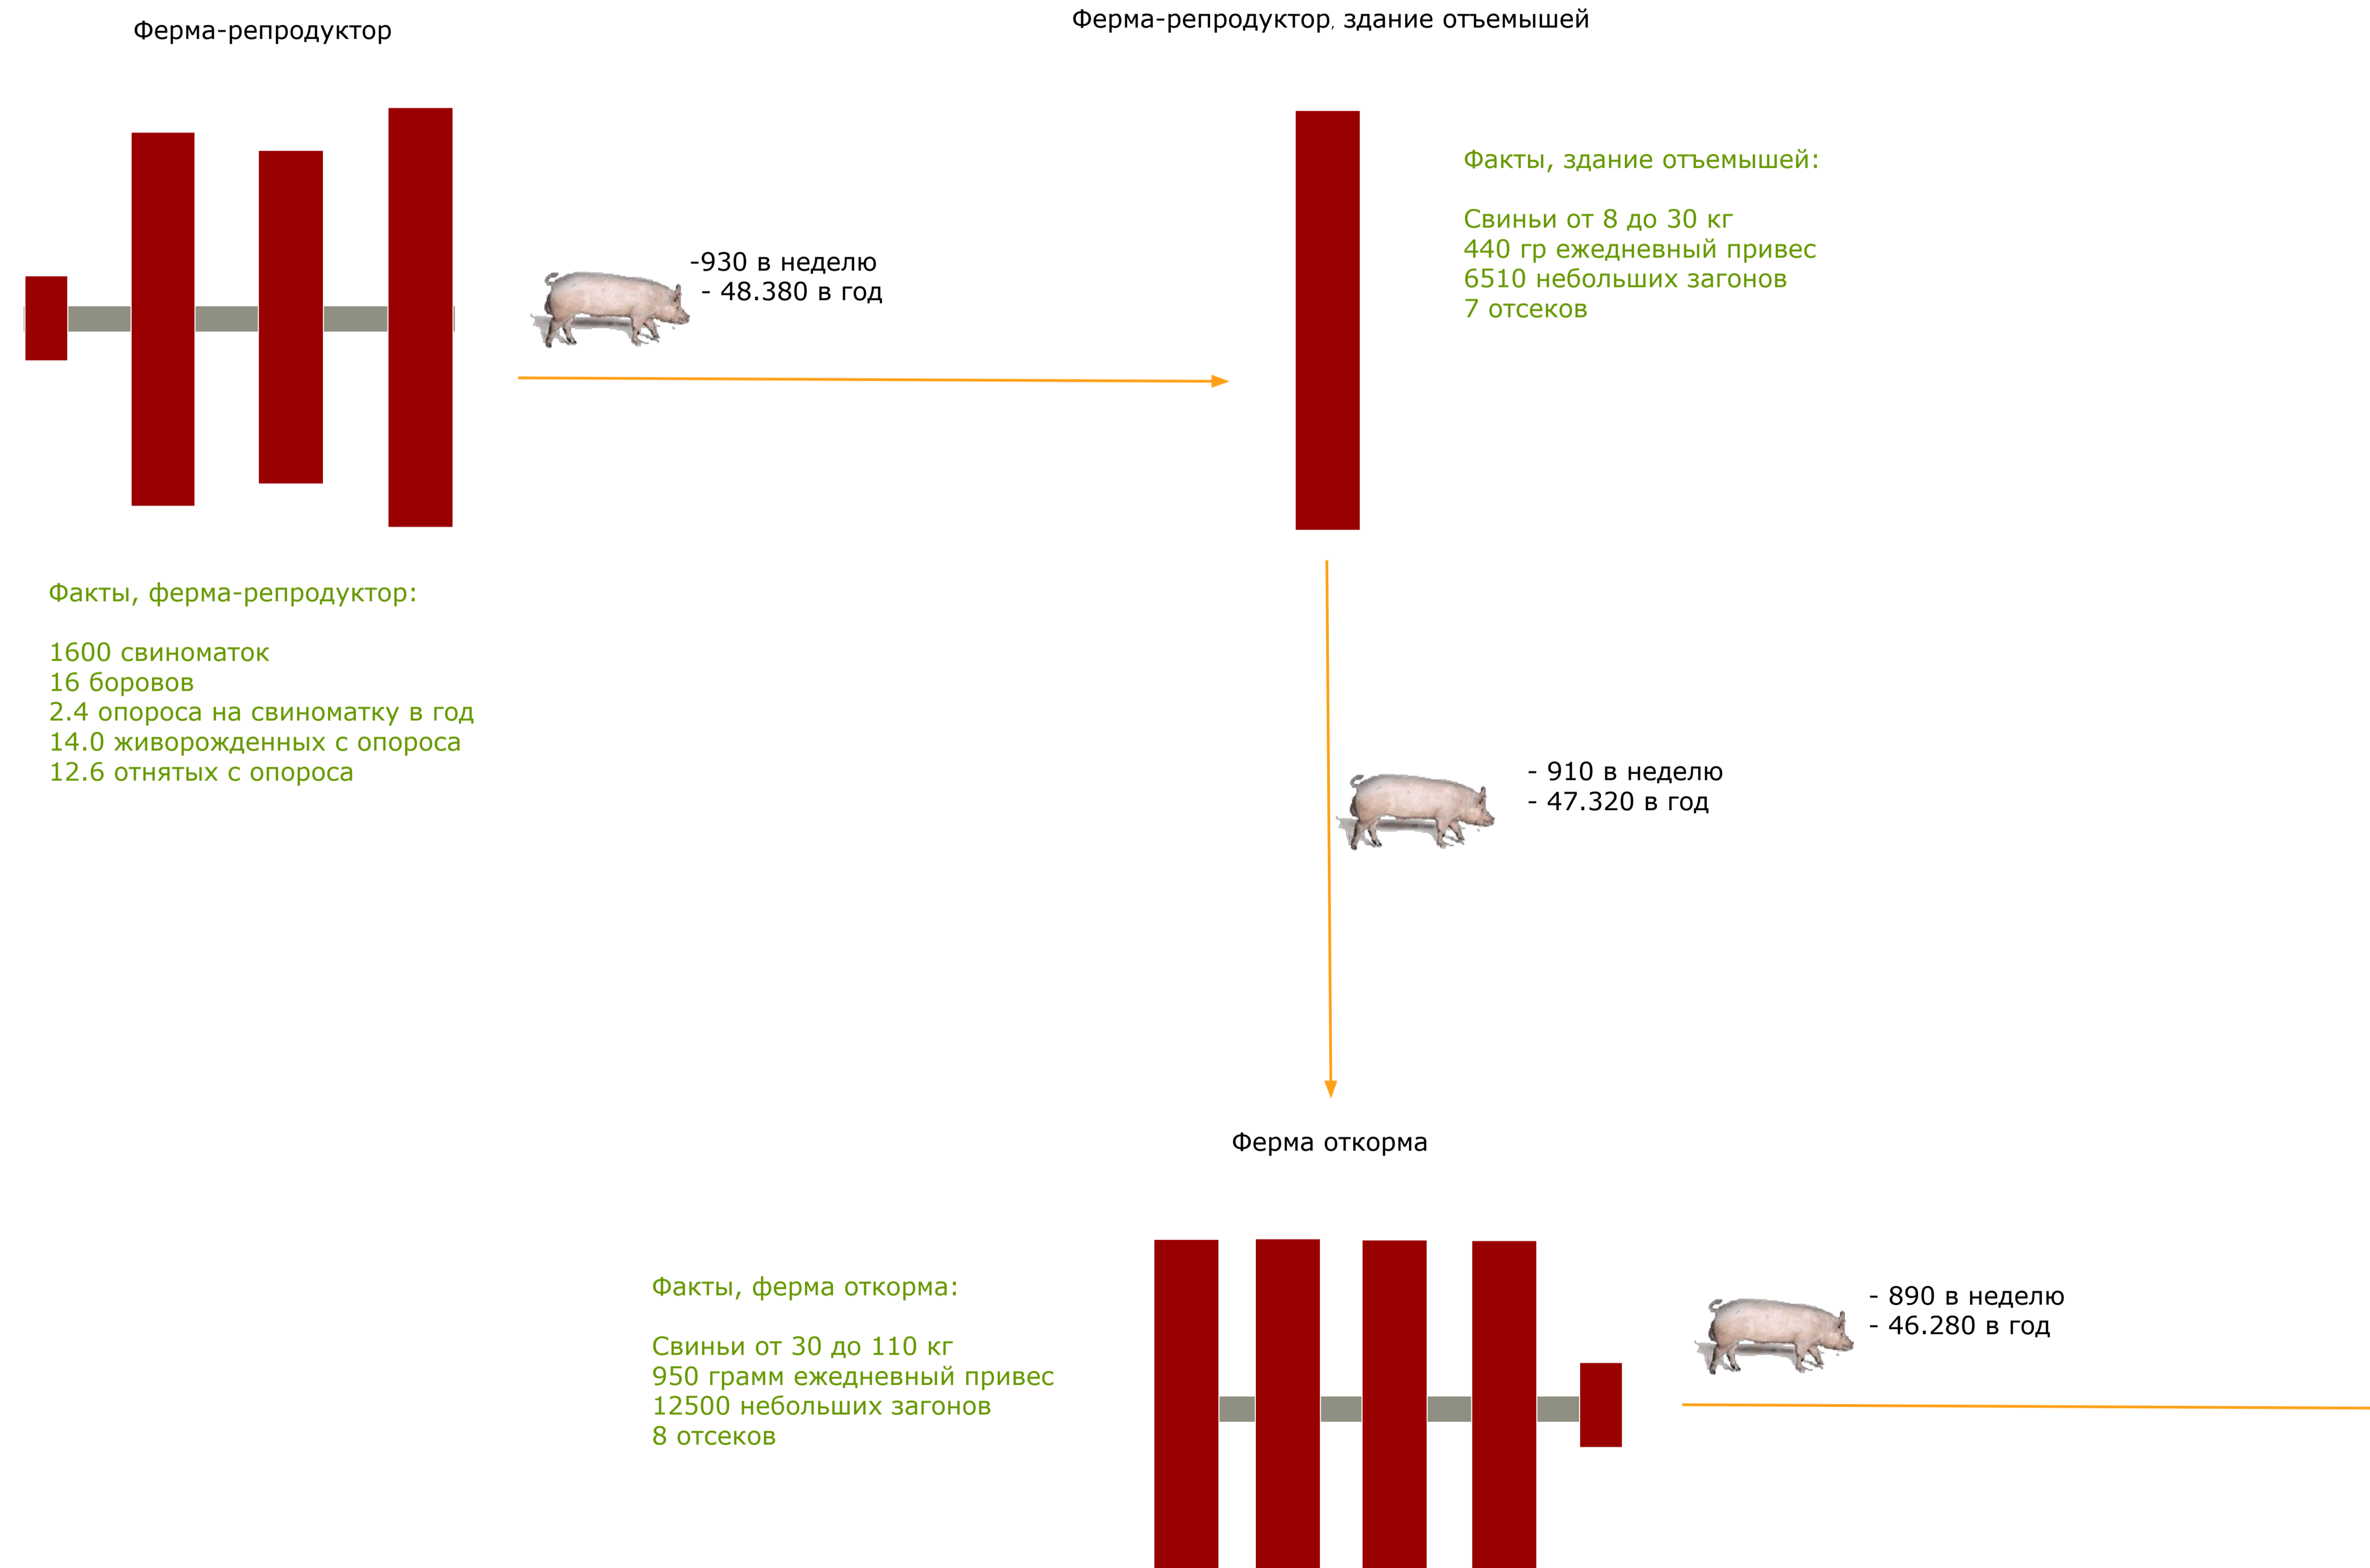 Ферма-репродуктор
Ферма-репродуктор, здание отъемышей
Факты, здание отъемышей:
Свиньи от 8 до 30 кг
440 гр ежедневный привес
6510 небольших загонов
7 отсеков
-930 в неделю
- 48.380 в год
Факты, ферма-репродуктор:
1600 свиноматок
16 боровов
2.4 опороса на свиноматку в год
14.0 живорожденных с опороса
12.6 отнятых с опороса
- 910 в неделю
- 47.320 в год
Ферма откорма
Факты, ферма откорма:
Свиньи от 30 до 110 кг
950 грамм ежедневный привес
12500 небольших загонов
8 отсеков
- 890 в неделю
- 46.280 в год